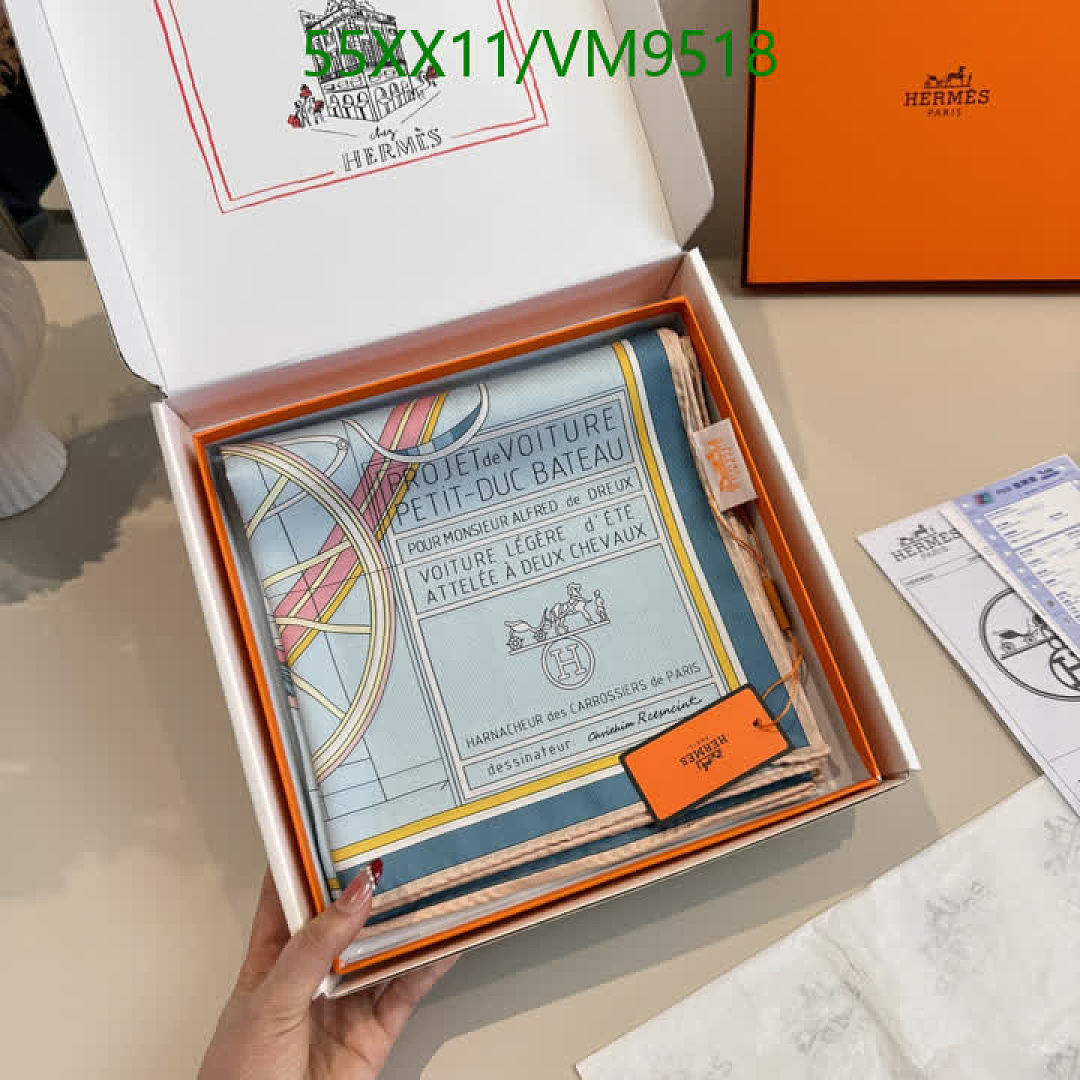 55XX11/VM9518
chez
HERMÈS
HERMÈS
PARIS
PROJET de VOITURE
PETIT-DUC BATEAU
POUR MONSIEUR ALFRED de DREUX
VOITURE LÉGÈRE d'ÉTÉ
ATTELÉE À DEUX CHEVAUX
H
HARNACHEUR des CARROSSIERS de PARIS
dessinateur:
HERMÈS
PARIS
HERMÈS
PARIS